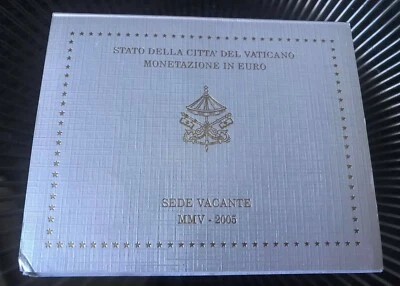 STATO DELLA CITTA' DEL VATICANO
MONETAZIONE IN EURO
SEDE VACANTE
MMV - 2005